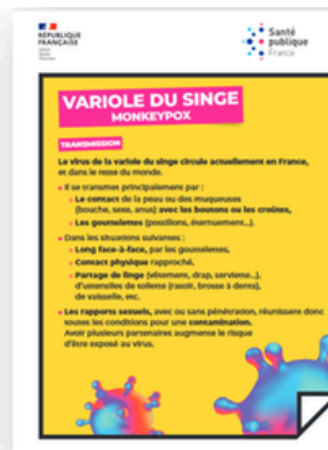 RÉPUBLIQUE
FRANÇAISE
Santé
publique
France
VARIOLE DU SINGE
MONKEYPOX
TRANSMISSION
Le virus de la variole du singe circule actuellement en France,
et dans le reste du monde.
Il se transmet principalement par :
Le contact de la peau ou des muqueuses
(bouche, sexe, anus) avec les boutons ou les croûtes,
Les gouttelettes (postillons, éternuement...).
Dans les situations suivantes :
Long face-à-face, par les gouttelettes,
Contact physique rapproché,
Partage de linge (vêtement, drap, serviette...),
d'ustensiles de toilette (rasoir, brosse à dents),
de vaisselle, etc.
Les rapports sexuels, avec ou sans pénétration, réunissent donc
toutes les conditions pour une contamination.
Avoir plusieurs partenaires augmente le risque
d'être exposé au virus.